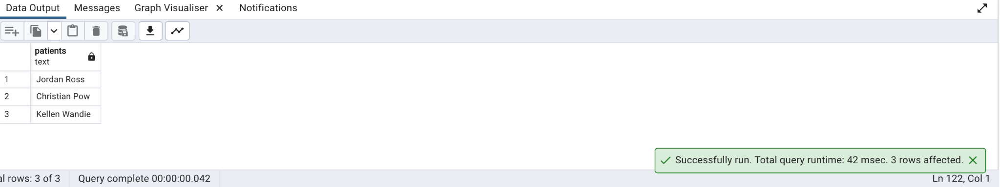 Data Output Messages Graph Visualiser Notifications
patients
text
1 Jordan Ross
2 Christian Pow
3 Kellen Wandie
Successfully run. Total query runtime: 42 msec. 3 rows affected.
al rows: 3 of 3 Query complete 00:00:00.042 Ln 122, Col 1